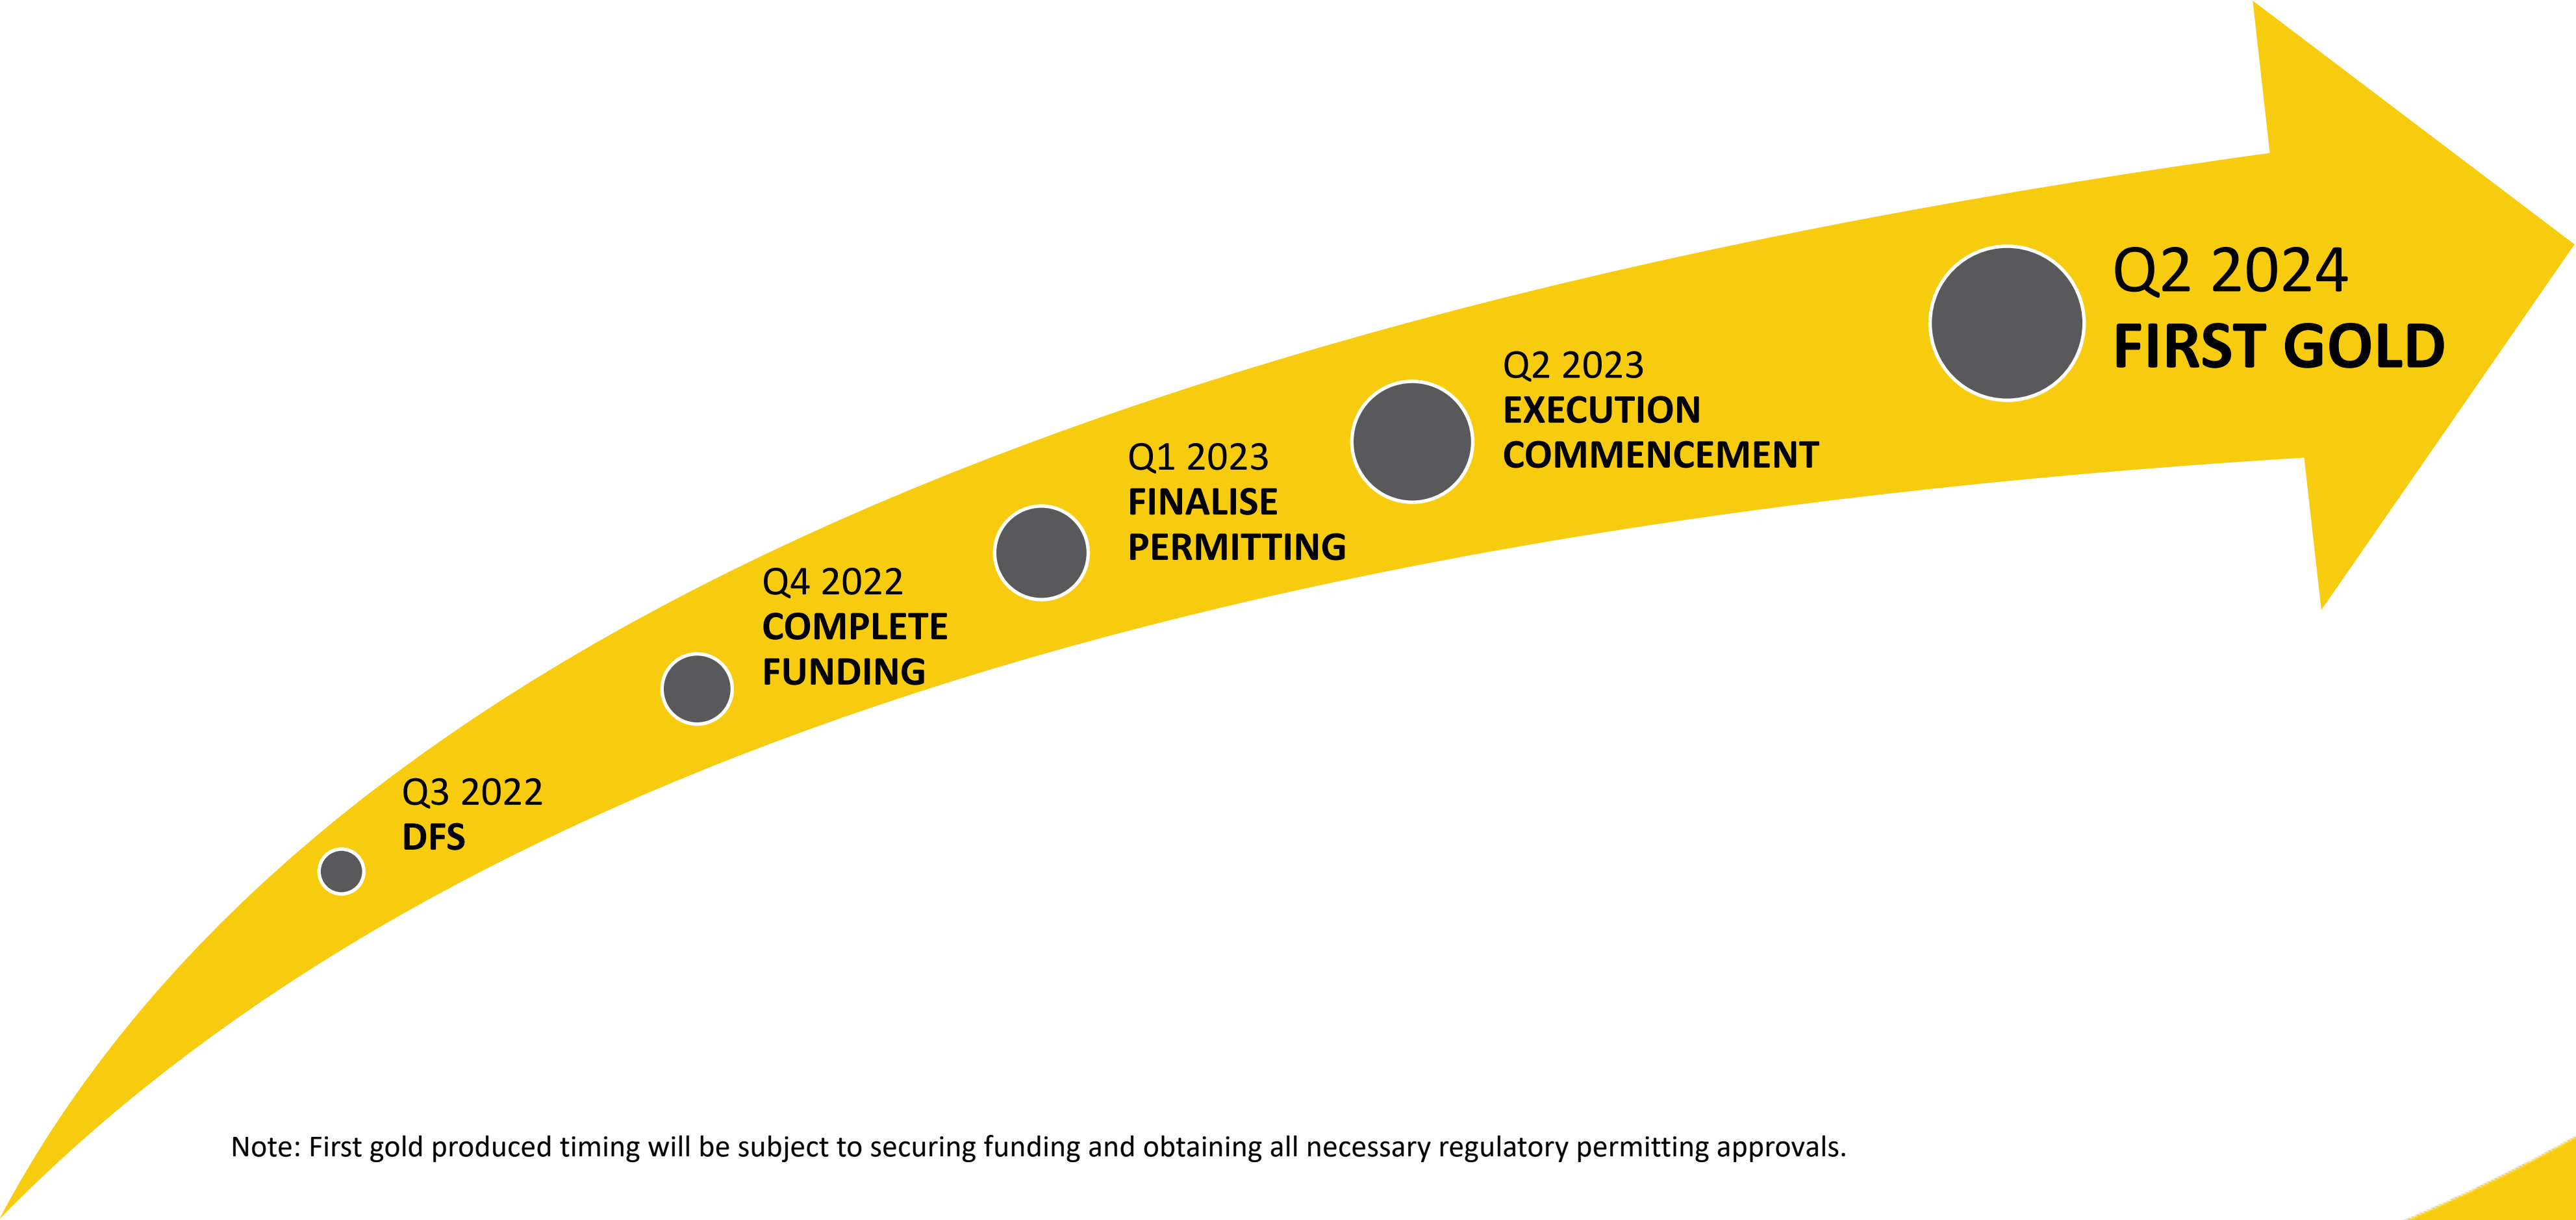 Q3 2022
DFS
Q4 2022
COMPLETE
FUNDING
Q1 2023
FINALISE
PERMITTING
Q2 2023
EXECUTION
COMMENCEMENT
Q2 2024
FIRST GOLD
Note: First gold produced timing will be subject to securing funding and obtaining all necessary regulatory permitting approvals.